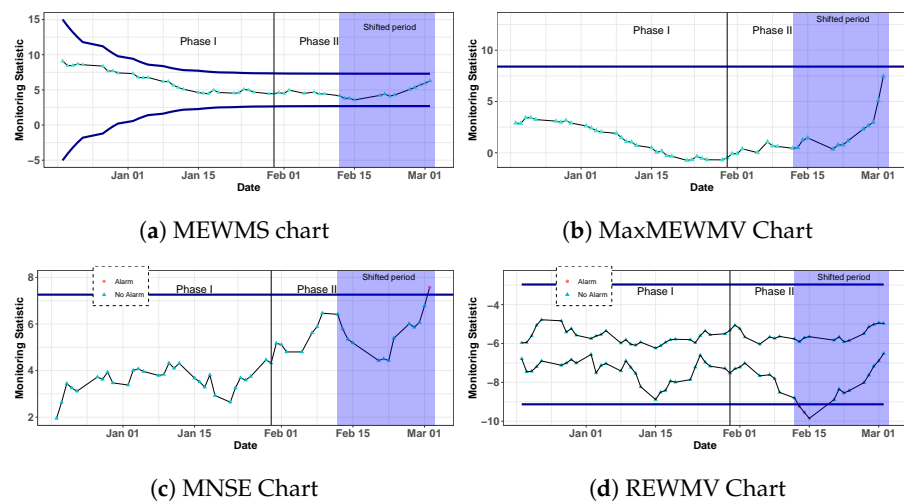 Shifted period
Phase I
Phase II
Monitoring Statistic
15
10
5
0
−5
Jan 01
Jan 15
Feb 01
Feb 15
Mar 01
Date
(a) MEWMS chart
Shifted period
Phase I
Phase II
Monitoring Statistic
10
5
0
Jan 01
Jan 15
Feb 01
Feb 15
Mar 01
Date
(b) MaxMEWMV Chart
Alarm
No Alarm
Shifted period
Phase I
Phase II
Monitoring Statistic
8
6
4
2
Jan 01
Jan 15
Feb 01
Feb 15
Mar 01
Date
(c) MNSE Chart
Alarm
No Alarm
Shifted period
Phase I
Phase II
Monitoring Statistic
−4
−6
−8
−10
Jan 01
Jan 15
Feb 01
Feb 15
Mar 01
Date
(d) REWMV Chart